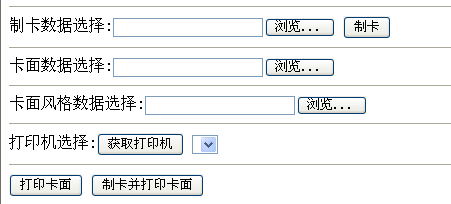 制卡数据选择: 浏览... 制卡
卡面数据选择: 浏览...
卡面风格数据选择: 浏览...
打印机选择: 获取打印机
打印卡面 制卡并打印卡面